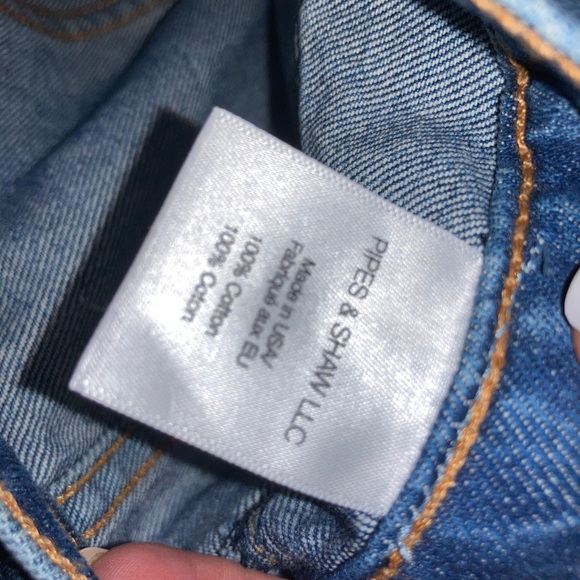 PIPES & SHAW LLC
Made in USA/
Fabriqué aux EU
100% Cotton
100% Coton